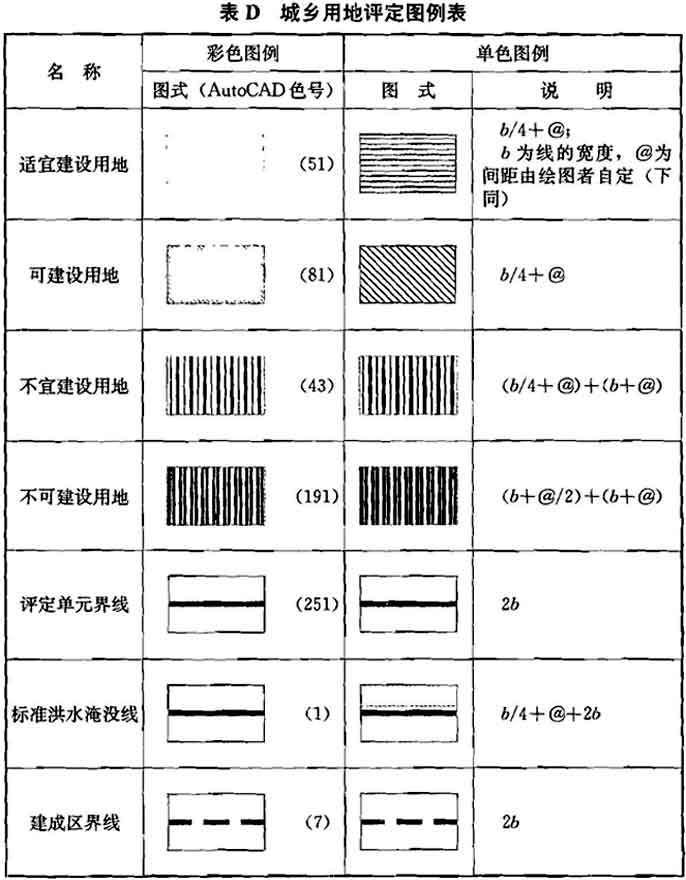 表 D 城乡用地评定图例表
名 称
彩色图例
单色图例
图式（AutoCAD 色号）
图 式
说 明
适宜建设用地
(51)
b/4+@；
b 为线的宽度，@为
间距由绘图者自定（下
同）
可建设用地
(81)
b/4+@
不宜建设用地
(43)
(b/4+@)+(b+@)
不可建设用地
(191)
(b+@/2)+(b+@)
评定单元界线
(251)
2b
标准洪水淹没线
(1)
b/4+@+2b
建成区界线
(7)
2b